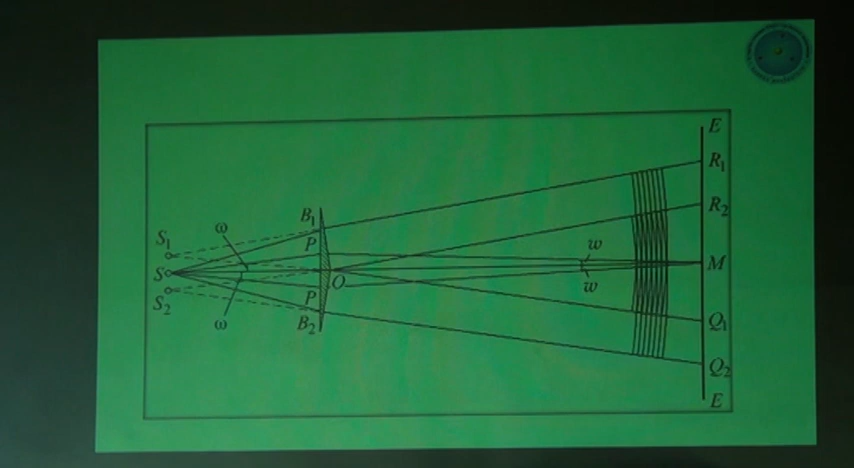 E
R₁
B₁
R₂
ω
S₁
P
w
S
M
O
w
S₂
P
ω
B₂
Q₁
Q₂
E